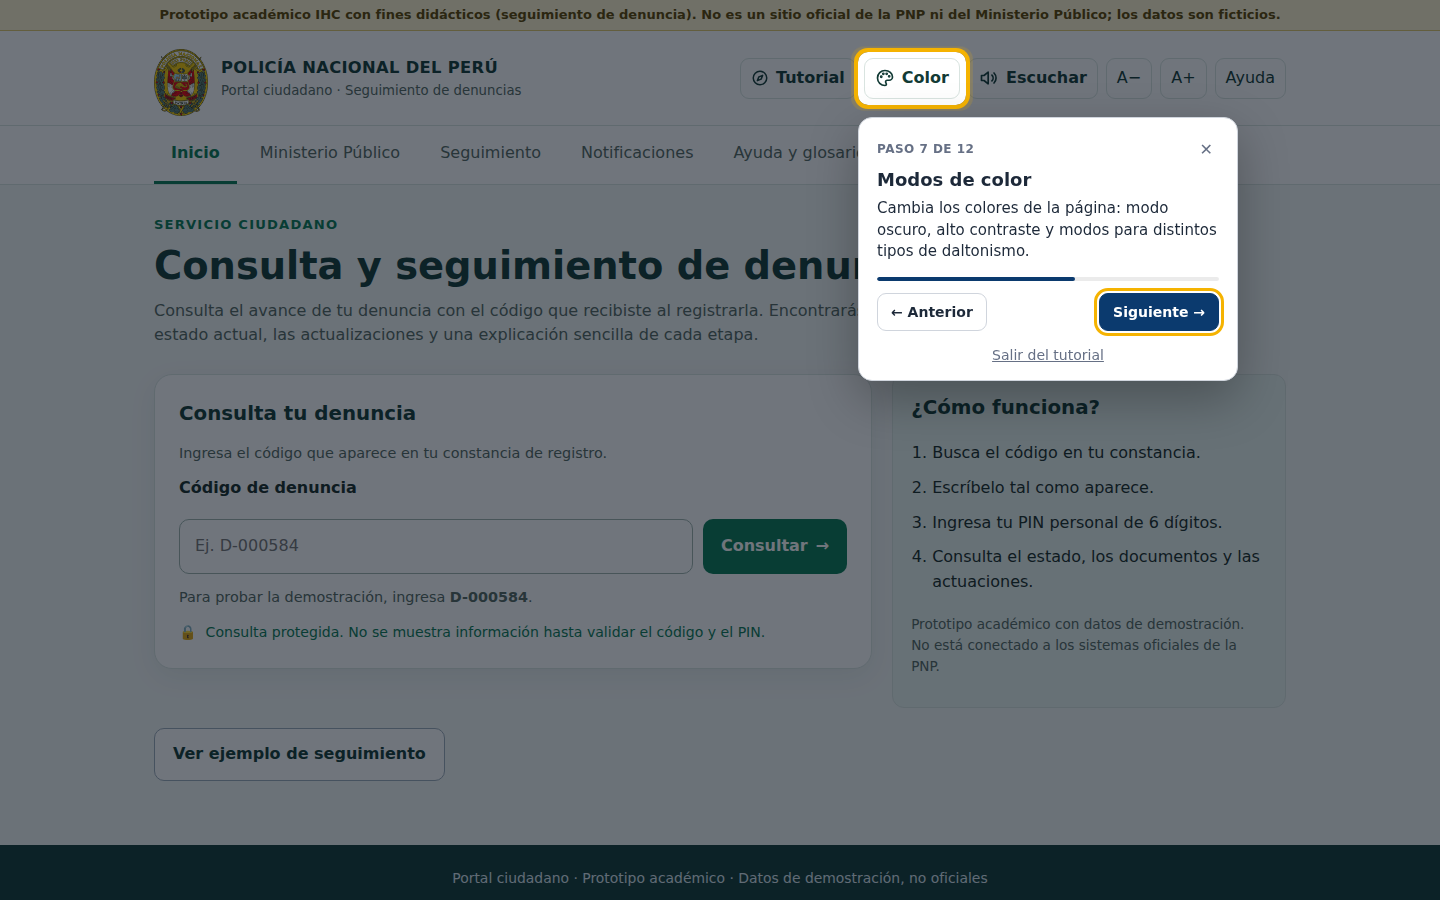 Prototipo académico IHC con fines didácticos (seguimiento de denuncia). No es un sitio oficial de la PNP ni del Ministerio Público; los datos son ficticios.
POLICÍA NACIONAL DEL PERÚ
Portal ciudadano · Seguimiento de denuncias
Tutorial
Color
Escuchar
A−
A+
Ayuda
Inicio
Ministerio Público
Seguimiento
Notificaciones
Ayuda y glosario
PASO 7 DE 12
×
Modos de color
Cambia los colores de la página: modo
oscuro, alto contraste y modos para distintos
tipos de daltonismo.
← Anterior
Siguiente →
Salir del tutorial
SERVICIO CIUDADANO
Consulta y seguimiento de
Consulta el avance de tu denuncia con el código que recibiste al registrarla. Encontrarás
estado actual, las actualizaciones y una explicación sencilla de cada etapa.
Consulta tu denuncia
Ingresa el código que aparece en tu constancia de registro.
Código de denuncia
Ej. D-000584
Consultar →
Para probar la demostración, ingresa D-000584.
Consulta protegida. No se muestra información hasta validar el código y el PIN.
¿Cómo funciona?
1. Busca el código en tu constancia.
2. Escríbelo tal como aparece.
3. Ingresa tu PIN personal de 6 dígitos.
4. Consulta el estado, los documentos y las
actuaciones.
Prototipo académico con datos de demostración.
No está conectado a los sistemas oficiales de la
PNP.
Ver ejemplo de seguimiento
Portal ciudadano · Prototipo académico · Datos de demostración, no oficiales